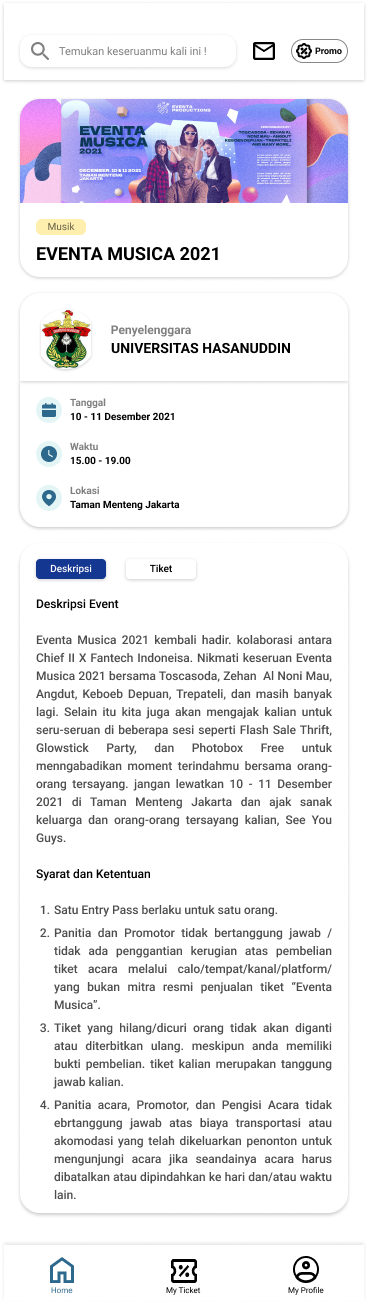 Temukan keseruanmu kali ini !
Promo
EVENTA
PRODUCTIONS
EVENTA
MUSICA
2021
DECEMBER 10 & 11 2021
TAMAN MENTENG
JAKARTA
AND MANY MORE...
Musik
EVENTA MUSICA 2021
Penyelenggara
UNIVERSITAS HASANUDDIN
Tanggal
10 - 11 Desember 2021
Waktu
15.00 - 19.00
Lokasi
Taman Menteng Jakarta
Deskripsi
Tiket
Deskripsi Event
Eventa Musica 2021 kembali hadir. kolaborasi antara
Chief II X Fantech Indoneisa. Nikmati keseruan Eventa
Musica 2021 bersama Toscasoda, Zehan Al Noni Mau,
Angdut, Keboeb Depuan, Trepateli, dan masih banyak
lagi. Selain itu kita juga akan mengajak kalian untuk
seru-seruan di beberapa sesi seperti Flash Sale Thrift,
Glowstick Party, dan Photobox Free untuk
menngabadikan moment terindahmu bersama orang-
orang tersayang. jangan lewatkan 10 - 11 Desember
2021 di Taman Menteng Jakarta dan ajak sanak
keluarga dan orang-orang tersayang kalian, See You
Guys.
Syarat dan Ketentuan
1. Satu Entry Pass berlaku untuk satu orang.
2. Panitia dan Promotor tidak bertanggung jawab /
tidak ada penggantian kerugian atas pembelian
tiket acara melalui calo/tempat/kanal/platform/
yang bukan mitra resmi penjualan tiket “Eventa
Musica”.
3. Tiket yang hilang/dicuri orang tidak akan diganti
atau diterbitkan ulang. meskipun anda memiliki
bukti pembelian. tiket kalian merupakan tanggung
jawab kalian.
4. Panitia acara, Promotor, dan Pengisi Acara tidak
ebrtanggung jawab atas biaya transportasi atau
akomodasi yang telah dikeluarkan penonton untuk
mengunjungi acara jika seandainya acara harus
dibatalkan atau dipindahkan ke hari dan/atau waktu
lain.
Home
My Ticket
My Profile